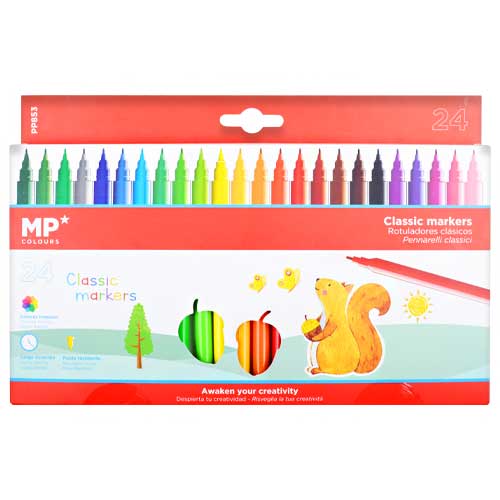 PP853
24
MP*
COLOURS
Classic markers
Rotuladores clásicos
Pennarelli classici
24
Classic
markers
Awaken your creativity
Despierta tu creatividad - Risveglia la tua creatività